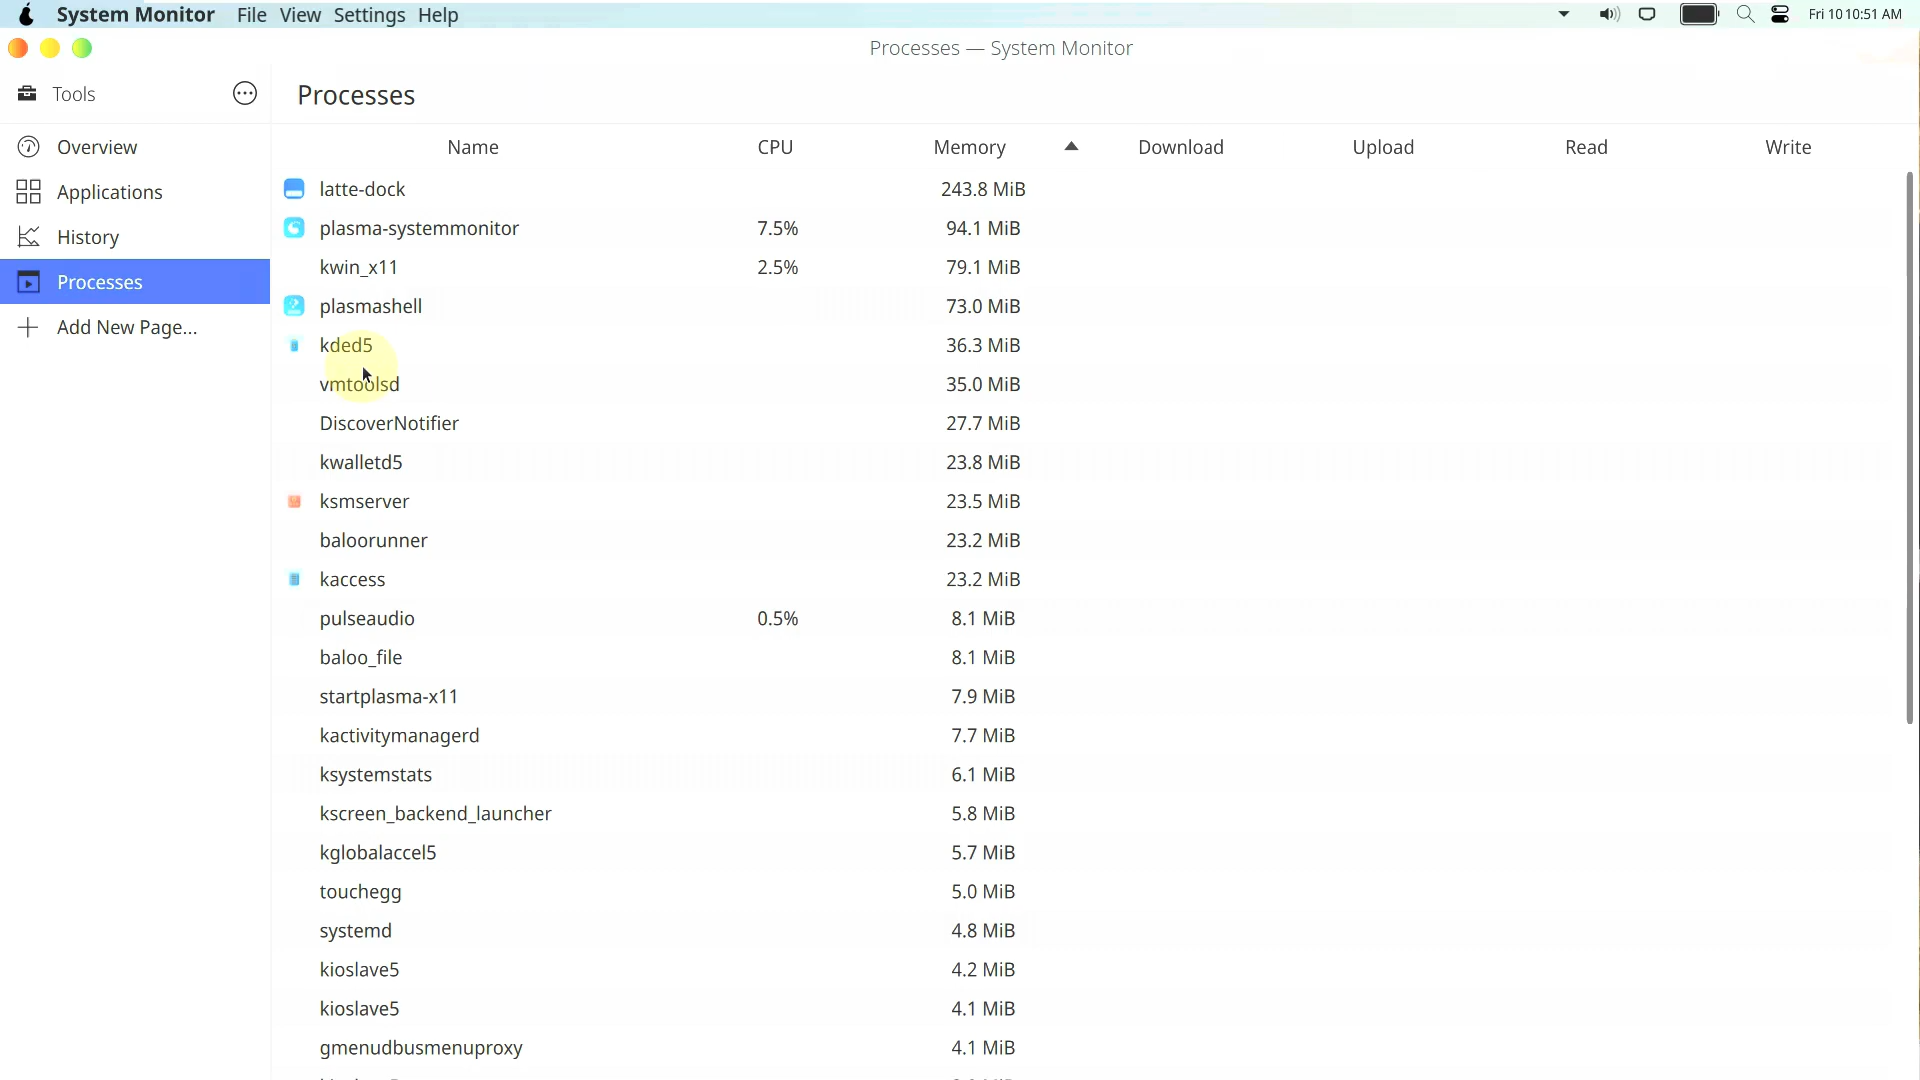 System Monitor File View Settings Help Fri 10 10:51 AM
Processes — System Monitor
Tools
Processes
Overview
Applications
History
Processes
Add New Page...
Name CPU Memory Download Upload Read Write
latte-dock 243.8 MiB
plasma-systemmonitor 7.5% 94.1 MiB
kwin_x11 2.5% 79.1 MiB
plasmashell 73.0 MiB
kded5 36.3 MiB
vmtoolsd 35.0 MiB
DiscoverNotifier 27.7 MiB
kwalletd5 23.8 MiB
ksmserver 23.5 MiB
baloorunner 23.2 MiB
kaccess 23.2 MiB
pulseaudio 0.5% 8.1 MiB
baloo_file 8.1 MiB
startplasma-x11 7.9 MiB
kactivitymanagerd 7.7 MiB
ksystemstats 6.1 MiB
kscreen_backend_launcher 5.8 MiB
kglobalaccel5 5.7 MiB
touchegg 5.0 MiB
systemd 4.8 MiB
kioslave5 4.2 MiB
kioslave5 4.1 MiB
gmenudbusmenuproxy 4.1 MiB